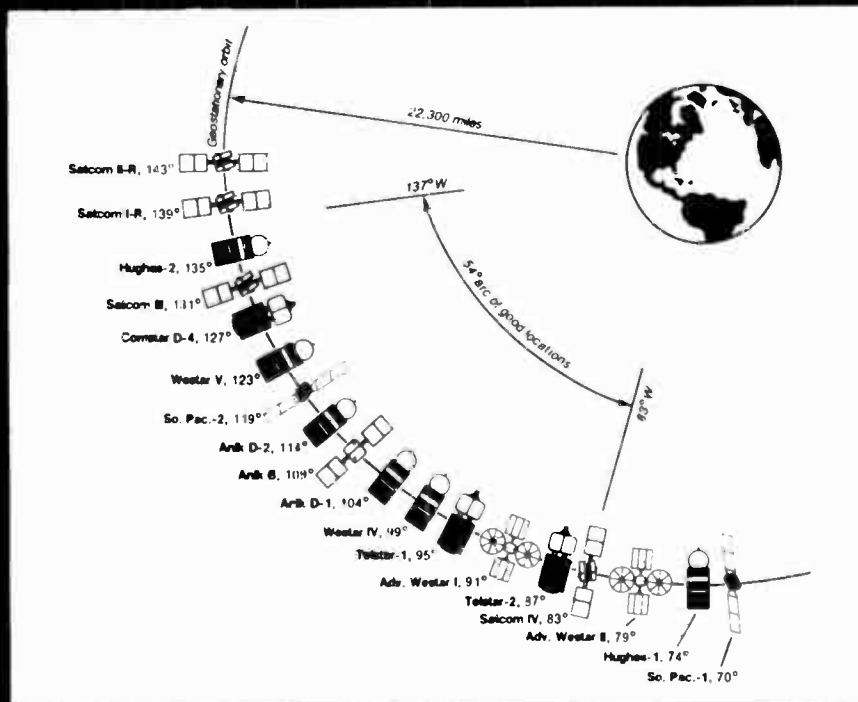 Geostationary orbit
22,300 miles
Satcom II-R, 143°
137° W
Satcom I-R, 139°
Hughes-2, 135°
54° arc of good locations
Satcom III, 131°
Comstar D-4, 127°
Westar V, 123°
83° W
So. Pac.-2, 119°
Anik D-2, 114°
Anik B, 109°
Anik D-1, 104°
Westar IV, 99°
Telstar-1, 95°
Adv. Westar I, 91°
Telstar-2, 87°
Satcom IV, 83°
Adv. Westar II, 79°
Hughes-1, 74°
So. Pac.-1, 70°